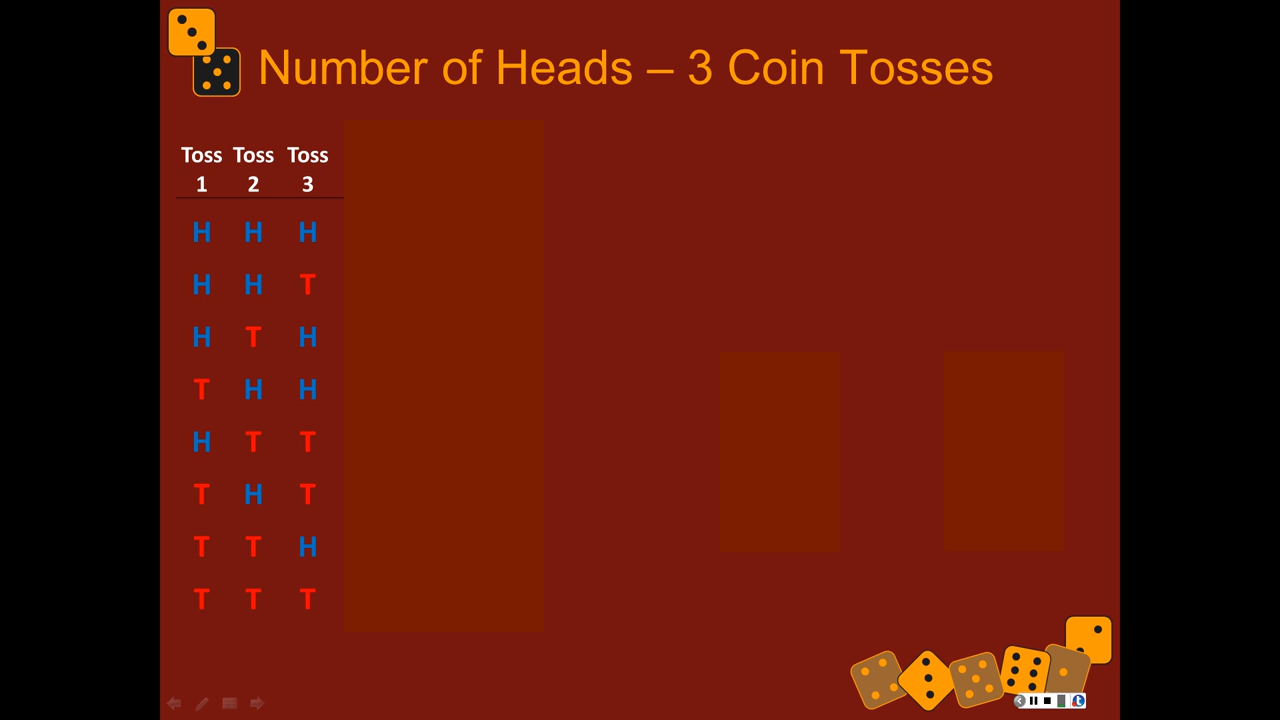 Number of Heads – 3 Coin Tosses
Toss Toss Toss
1 2 3
H H H
H H T
H T H
T H H
H T T
T H T
T T H
T T T